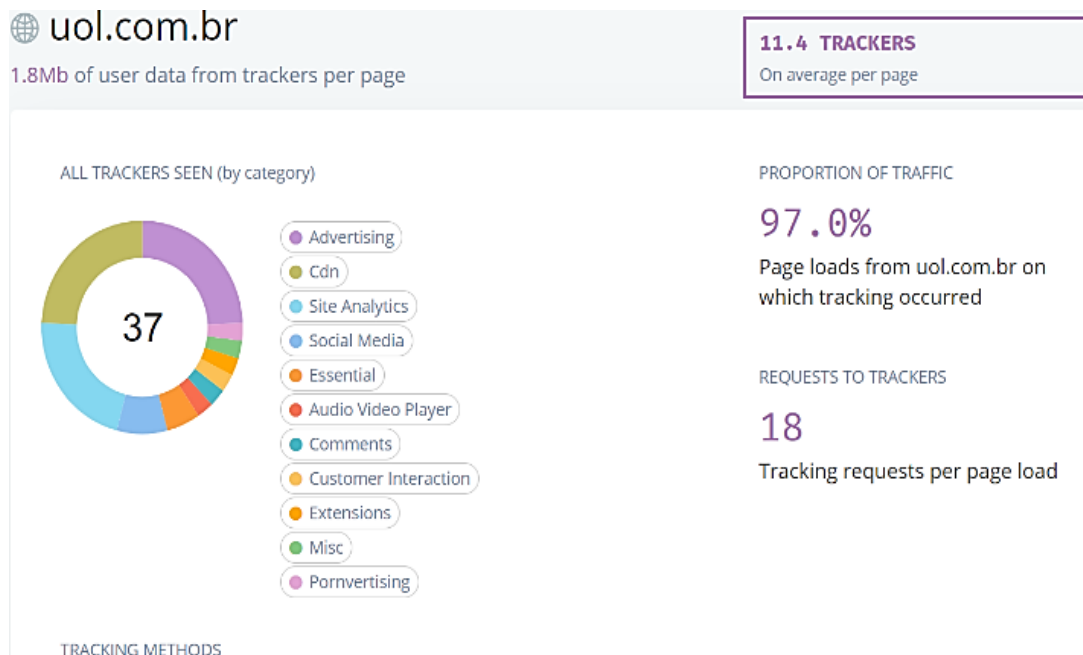 uol.com.br
1.8Mb of user data from trackers per page
11.4 TRACKERS
On average per page
ALL TRACKERS SEEN (by category)
37
Advertising
Cdn
Site Analytics
Social Media
Essential
Audio Video Player
Comments
Customer Interaction
Extensions
Misc
Pornvertising
PROPORTION OF TRAFFIC
97.0%
Page loads from uol.com.br on
which tracking occurred
REQUESTS TO TRACKERS
18
Tracking requests per page load
TRACKING METHODS